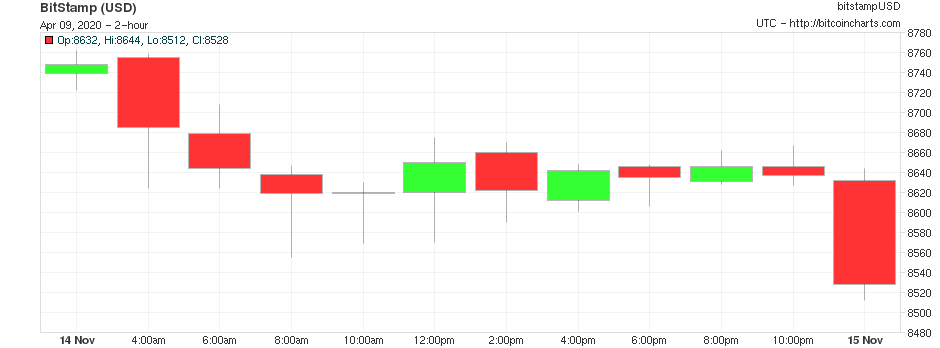 BitStamp (USD)
bitstampUSD
Apr 09, 2020 - 2-hour
UTC - http://bitcoincharts.com
Op:8632, Hi:8644, Lo:8512, Cl:8528
8780
8760
8740
8720
8700
8680
8660
8640
8620
8600
8580
8560
8540
8520
8500
8480
14 Nov 4:00am 6:00am 8:00am 10:00am 12:00pm 2:00pm 4:00pm 6:00pm 8:00pm 10:00pm 15 Nov